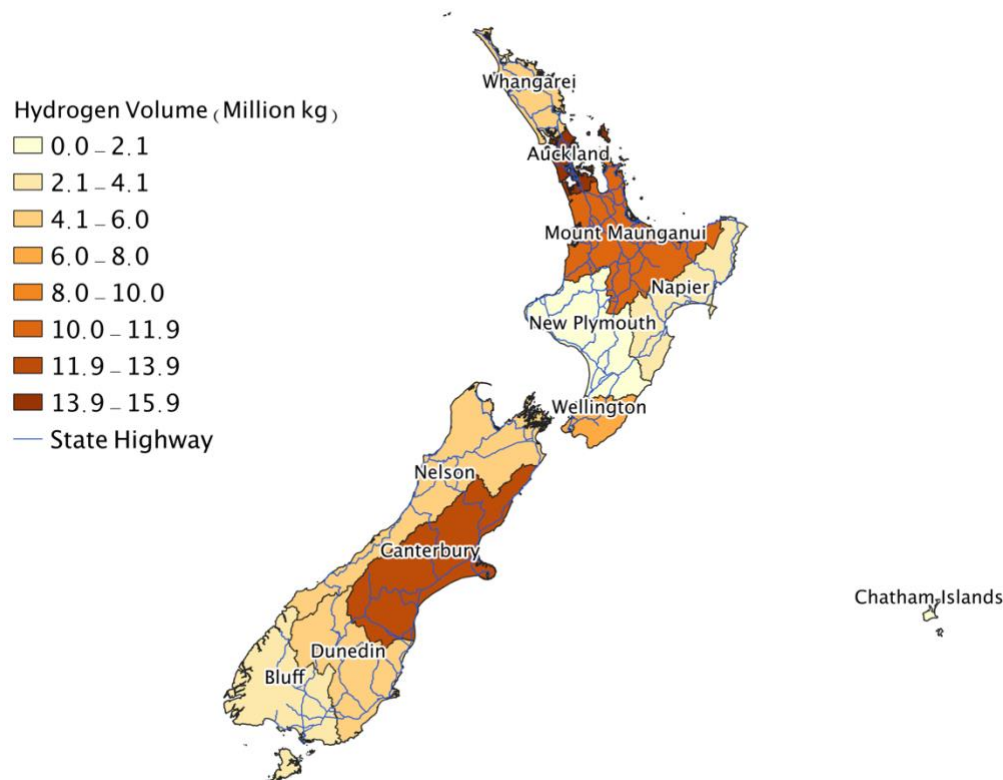 Hydrogen Volume (Million kg)
0.0 – 2.1
2.1 – 4.1
4.1 – 6.0
6.0 – 8.0
8.0 – 10.0
10.0 – 11.9
11.9 – 13.9
13.9 – 15.9
State Highway
Whangarei
Auckland
Mount Maunganui
Napier
New Plymouth
Wellington
Nelson
Canterbury
Chatham Islands
Dunedin
Bluff